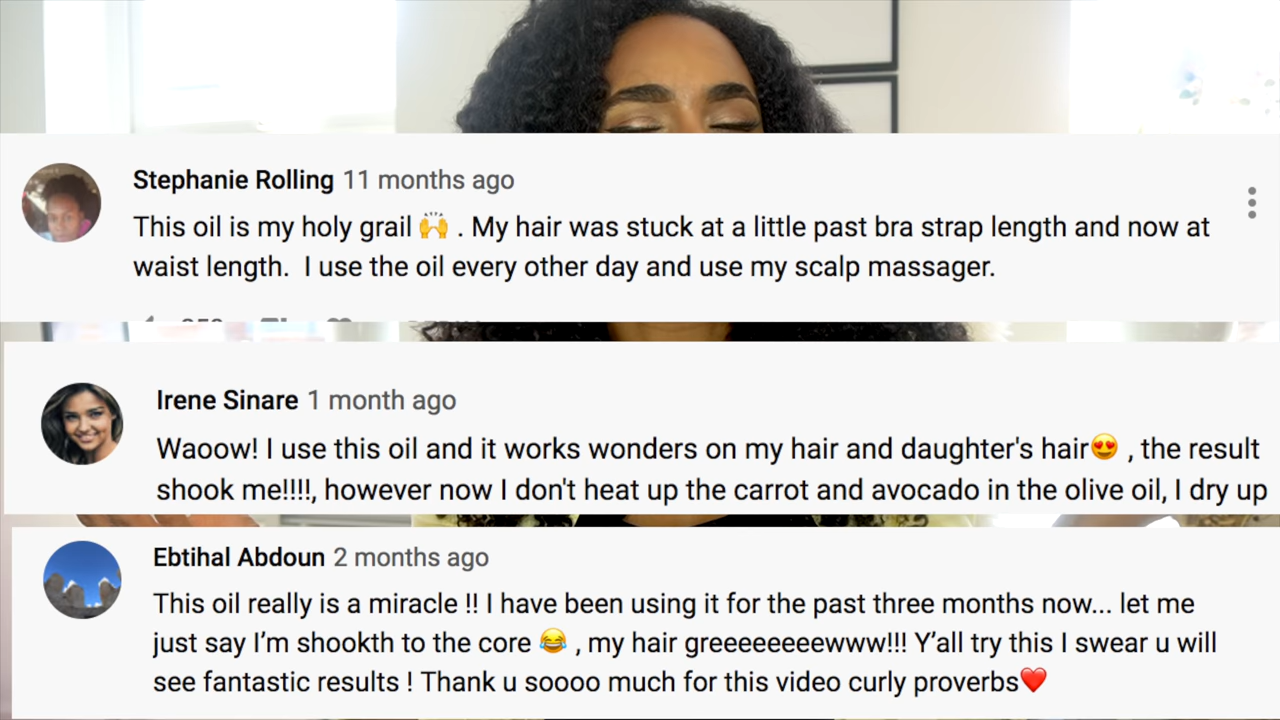 Stephanie Rolling 11 months ago
This oil is my holy grail 🙌 . My hair was stuck at a little past bra strap length and now at
waist length.  I use the oil every other day and use my scalp massager.
Irene Sinare 1 month ago
Waoow! I use this oil and it works wonders on my hair and daughter's hair😍 , the result
shook me!!!!, however now I don't heat up the carrot and avocado in the olive oil, I dry up
Ebtihal Abdoun 2 months ago
This oil really is a miracle !! I have been using it for the past three months now... let me
just say I’m shookth to the core 😂 , my hair greeeeeeeewww!!! Y’all try this I swear u will
see fantastic results ! Thank u soooo much for this video curly proverbs❤️